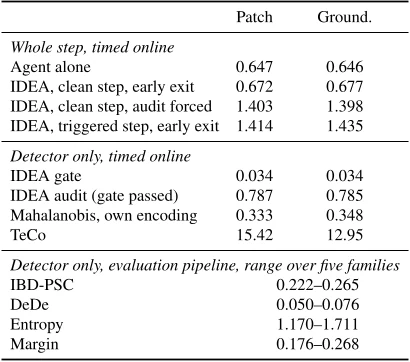 Patch Ground.
Whole step, timed online
Agent alone 0.647 0.646
IDEA, clean step, early exit 0.672 0.677
IDEA, clean step, audit forced 1.403 1.398
IDEA, triggered step, early exit 1.414 1.435
Detector only, timed online
IDEA gate 0.034 0.034
IDEA audit (gate passed) 0.787 0.785
Mahalanobis, own encoding 0.333 0.348
TeCo 15.42 12.95
Detector only, evaluation pipeline, range over five families
IBD-PSC 0.222–0.265
DeDe 0.050–0.076
Entropy 1.170–1.711
Margin 0.176–0.268